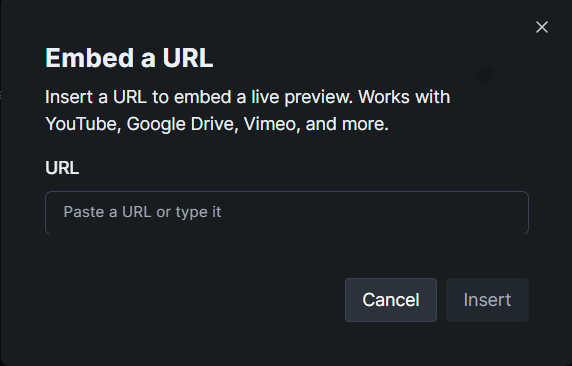 Embed a URL
Insert a URL to embed a live preview. Works with
YouTube, Google Drive, Vimeo, and more.
URL
Paste a URL or type it
Cancel
Insert